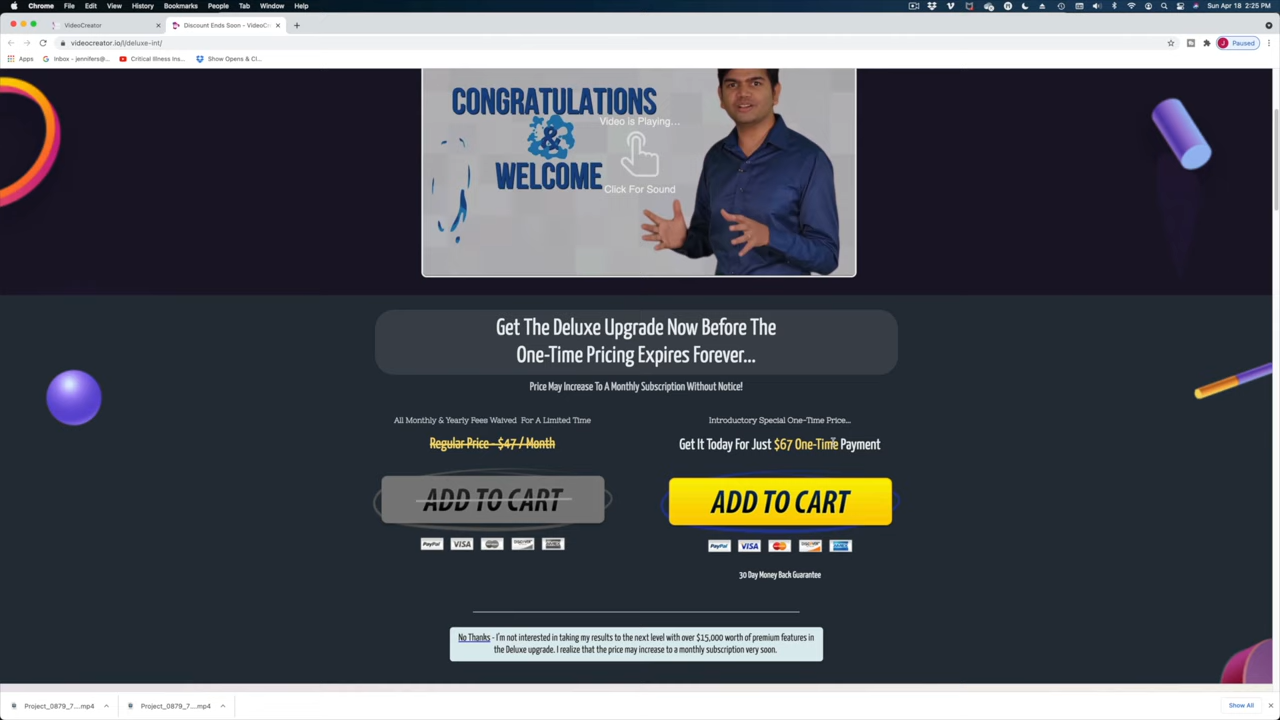 Chrome File Edit View History Bookmarks People Tab Window Help
Sun Apr 18 2:25 PM
VideoCreator
Discount Ends Soon - VideoC
videocreator.io/l/deluxe-int/
Paused
Apps
Inbox - jennifers@...
Critical Illness Ins...
Show Opens & Cl...
CONGRATULATIONS
Video is Playing...
&
WELCOME
Click For Sound
Get The Deluxe Upgrade Now Before The
One-Time Pricing Expires Forever...
Price May Increase To A Monthly Subscription Without Notice!
All Monthly & Yearly Fees Waived For A Limited Time
Regular Price - $47 / Month
ADD TO CART
PayPal VISA
Introductory Special One-Time Price...
Get It Today For Just $67 One-Time Payment
ADD TO CART
PayPal VISA
30 Day Money Back Guarantee
No Thanks - I'm not interested in taking my results to the next level with over $15,000 worth of premium features in
the Deluxe upgrade. I realize that the price may increase to a monthly subscription very soon.
Project_0879_7....mp4
Project_0879_7....mp4
Show All